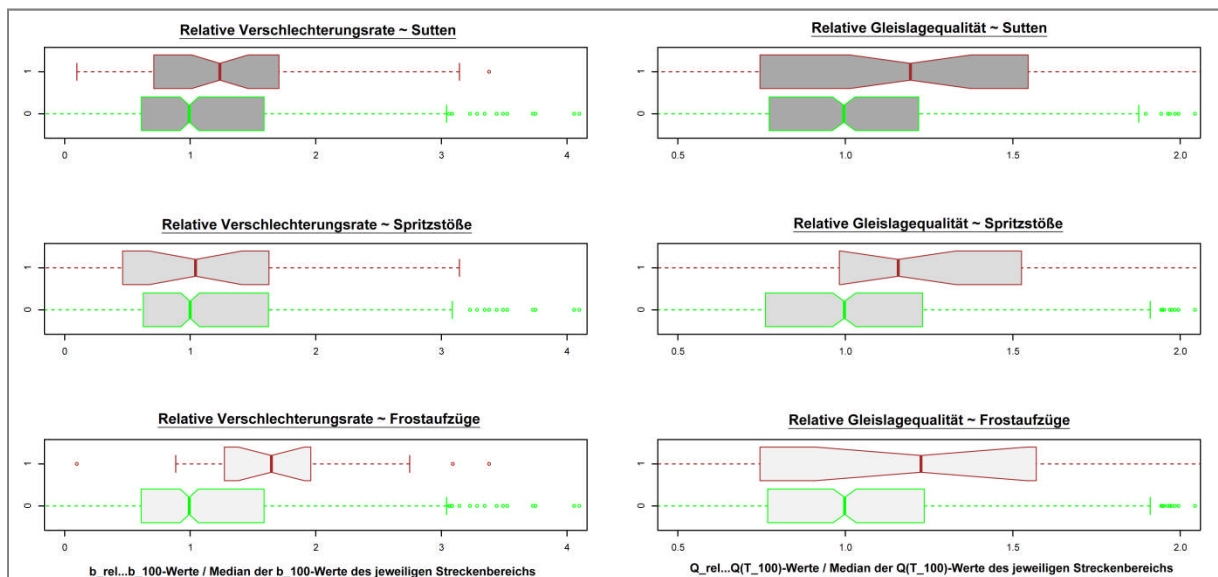 Relative Verschlechterungsrate ~ Sutten
1
0
0 1 2 3 4
Relative Gleislagequalität ~ Sutten
1
0
0.5 1.0 1.5 2.0
Relative Verschlechterungsrate ~ Spritzstöße
1
0
0 1 2 3 4
Relative Gleislagequalität ~ Spritzstöße
1
0
0.5 1.0 1.5 2.0
Relative Verschlechterungsrate ~ Frostaufzüge
1
0
0 1 2 3 4
b_rel...b_100-Werte / Median der b_100-Werte des jeweiligen Streckenbereichs
Relative Gleislagequalität ~ Frostaufzüge
1
0
0.5 1.0 1.5 2.0
Q_rel...Q(T_100)-Werte / Median der Q(T_100)-Werte des jeweiligen Streckenbereichs